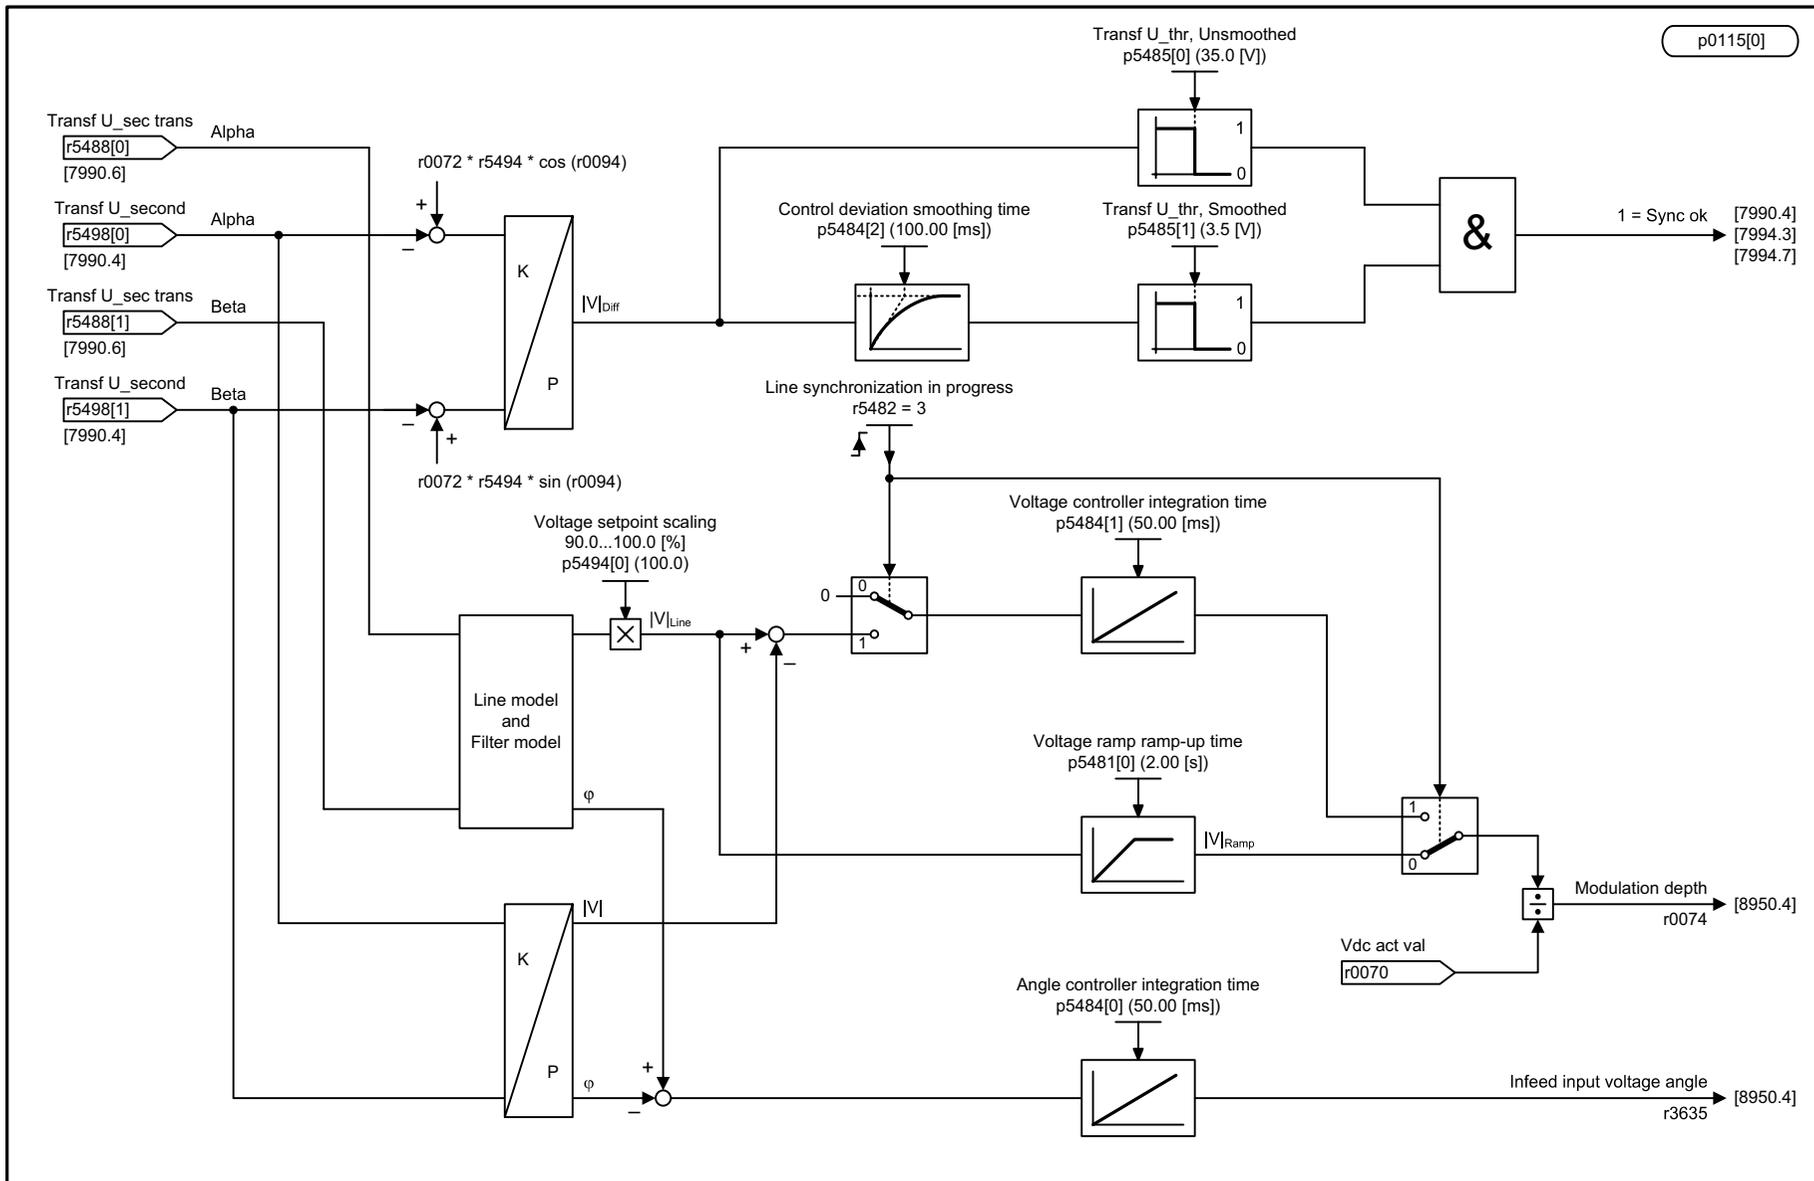 p0115[0]
Transf U_thr, Unsmoothed
p5485[0] (35.0 [V])
1
0
Transf U_sec trans
r5488[0]
[7990.6]
Alpha
r0072 * r5494 * cos (r0094)
+
–
Transf U_second
r5498[0]
[7990.4]
Alpha
Transf U_sec trans
r5488[1]
[7990.6]
Beta
Transf U_second
r5498[1]
[7990.4]
Beta
–
+
r0072 * r5494 * sin (r0094)
K
P
|V|Diff
Control deviation smoothing time
p5484[2] (100.00 [ms])
Transf U_thr, Smoothed
p5485[1] (3.5 [V])
1
0
&
1 = Sync ok
[7990.4]
[7994.3]
[7994.7]
Line synchronization in progress
r5482 = 3
Voltage setpoint scaling
90.0...100.0 [%]
p5494[0] (100.0)
Line model
and
Filter model
|V|Line
+
–
0
0
1
Voltage controller integration time
p5484[1] (50.00 [ms])
φ
Voltage ramp ramp-up time
p5481[0] (2.00 [s])
|V|Ramp
1
0
÷
Modulation depth
r0074
[8950.4]
Vdc act val
r0070
K
P
|V|
φ
+
–
Angle controller integration time
p5484[0] (50.00 [ms])
Infeed input voltage angle
r3635
[8950.4]